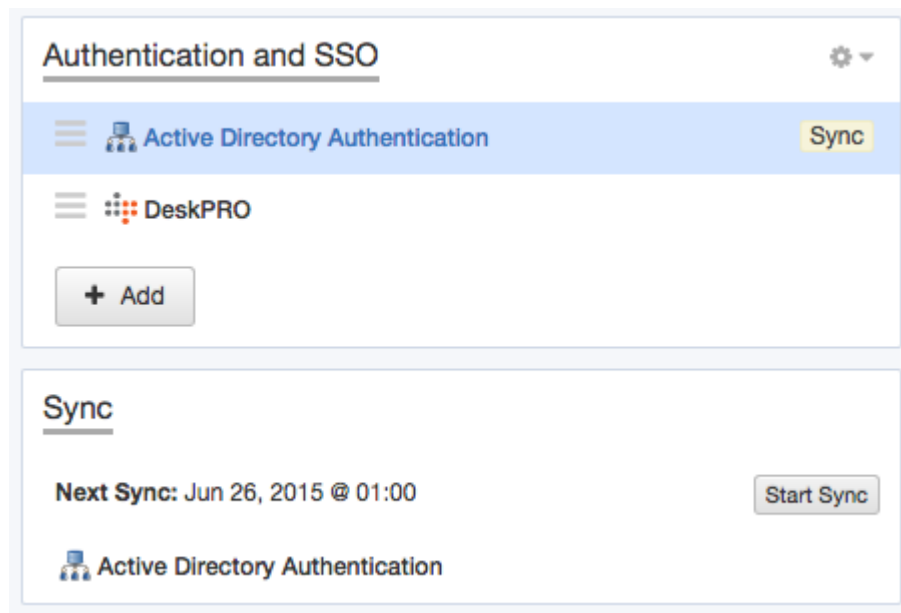 Authentication and SSO
Active Directory Authentication Sync
DeskPRO
+ Add
Sync
Next Sync: Jun 26, 2015 @ 01:00 Start Sync
Active Directory Authentication